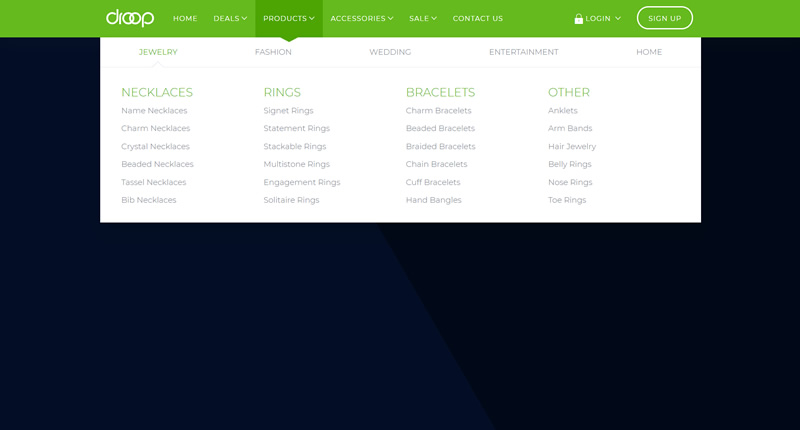 droop HOME DEALS PRODUCTS ACCESSORIES SALE CONTACT US LOGIN SIGN UP
JEWELRY FASHION WEDDING ENTERTAINMENT HOME
NECKLACES
Name Necklaces
Charm Necklaces
Crystal Necklaces
Beaded Necklaces
Tassel Necklaces
Bib Necklaces
RINGS
Signet Rings
Statement Rings
Stackable Rings
Multistone Rings
Engagement Rings
Solitaire Rings
BRACELETS
Charm Bracelets
Beaded Bracelets
Braided Bracelets
Chain Bracelets
Cuff Bracelets
Hand Bangles
OTHER
Anklets
Arm Bands
Hair Jewelry
Belly Rings
Nose Rings
Toe Rings